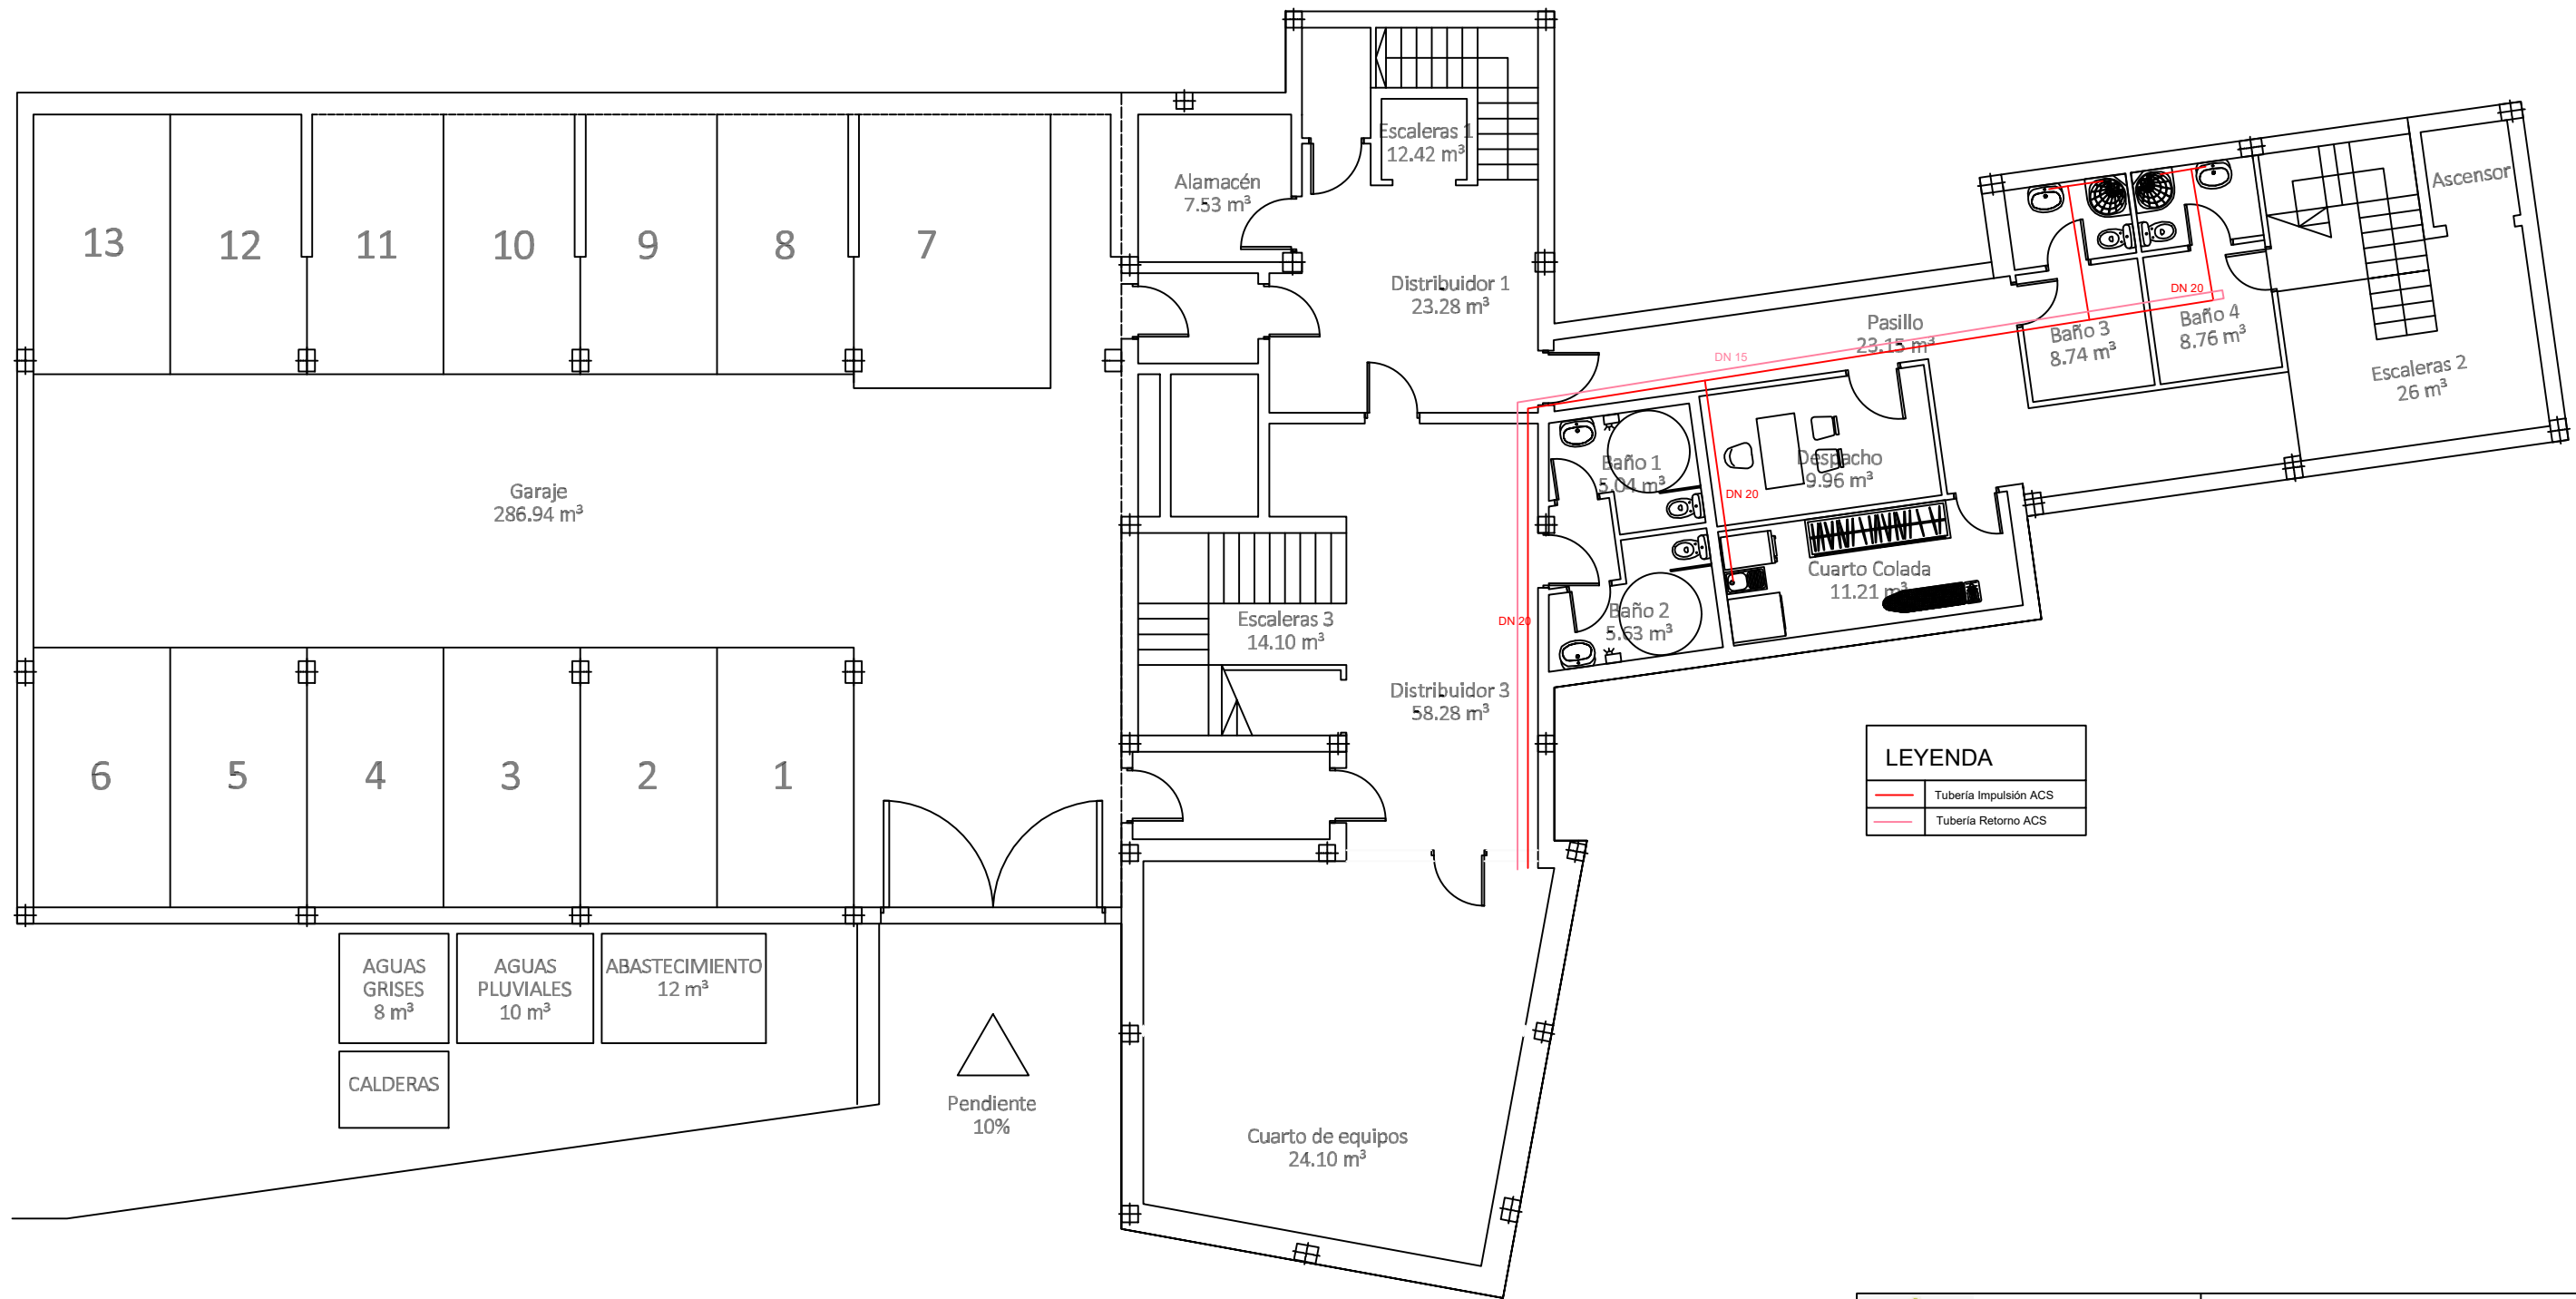 Escaleras 1
12.42 m³
Alamacén
7.53 m³
Ascensor
13
12
11
10
9
8
7
Distribuidor 1
23.28 m³
DN 20
Baño 4
8.76 m³
Baño 3
8.74 m³
Pasillo
23.15 m³
DN 15
Escaleras 2
26 m³
Baño 1
5.04 m³
Despacho
9.96 m³
DN 20
Garaje
286.94 m³
Cuarto Colada
11.21 m³
Escaleras 3
14.10 m³
DN 20
Baño 2
5.63 m³
Distribuidor 3
58.28 m³
6
5
4
3
2
1
LEYENDA
Tubería Impulsión ACS
Tubería Retorno ACS
AGUAS
GRISES
8 m³
AGUAS
PLUVIALES
10 m³
ABASTECIMIENTO
12 m³
CALDERAS
Pendiente
10%
Cuarto de equipos
24.10 m³